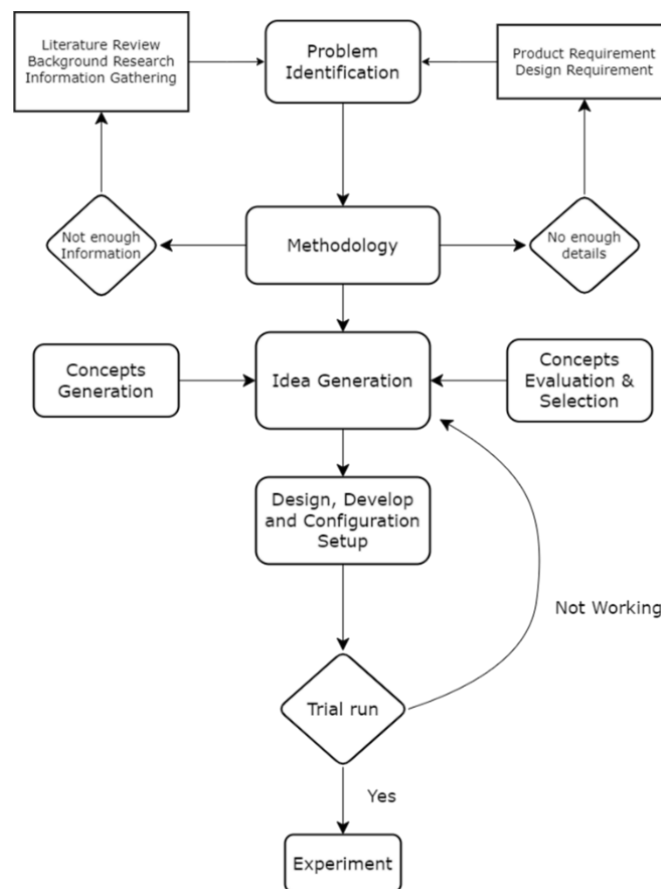 Literature Review
Background Research
Information Gathering
Problem
Identification
Product Requirement
Design Requirement
Not enough
Information
Methodology
No enough
details
Concepts
Generation
Idea Generation
Concepts
Evaluation &
Selection
Design, Develop
and Configuration
Setup
Not Working
Trial run
Yes
Experiment